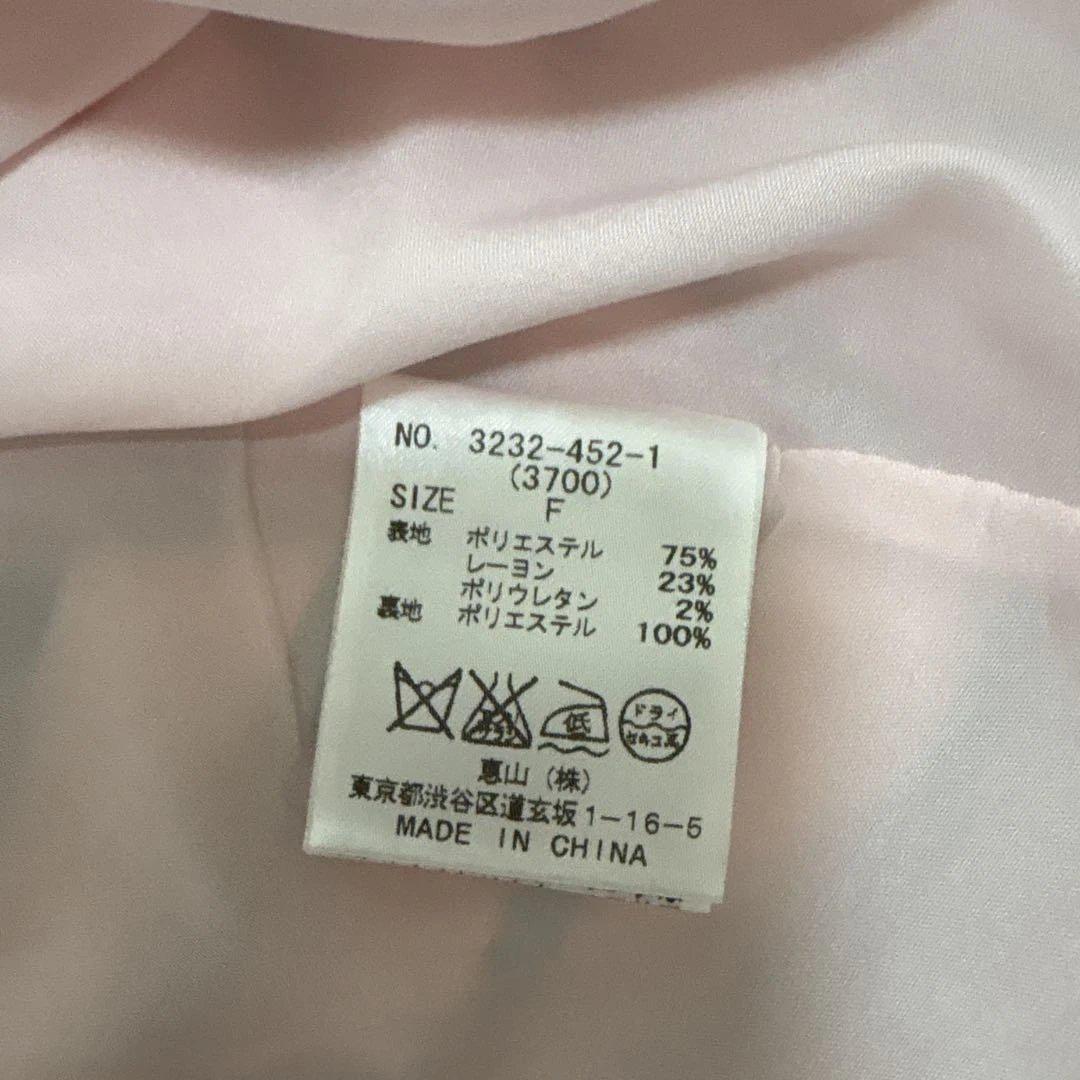 NO. 3232-452-1
(3700)
SIZE F
表地 ポリエステル 75%
レーヨン 23%
ポリウレタン 2%
裏地 ポリエステル 100%
低 ドライ
恵山（株）
東京都渋谷区道玄坂1-16-5
MADE IN CHINA